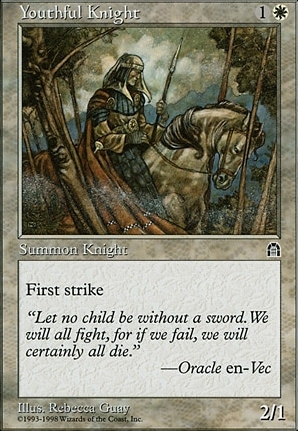 Youthful Knight 1
Summon Knight
First strike
“Let no child be without a sword. We
will all fight, for if we fail, we will
certainly all die.”
—Oracle en-Vec
Illus. Rebecca Guay
©1993-1998 Wizards of the Coast, Inc.
2/1